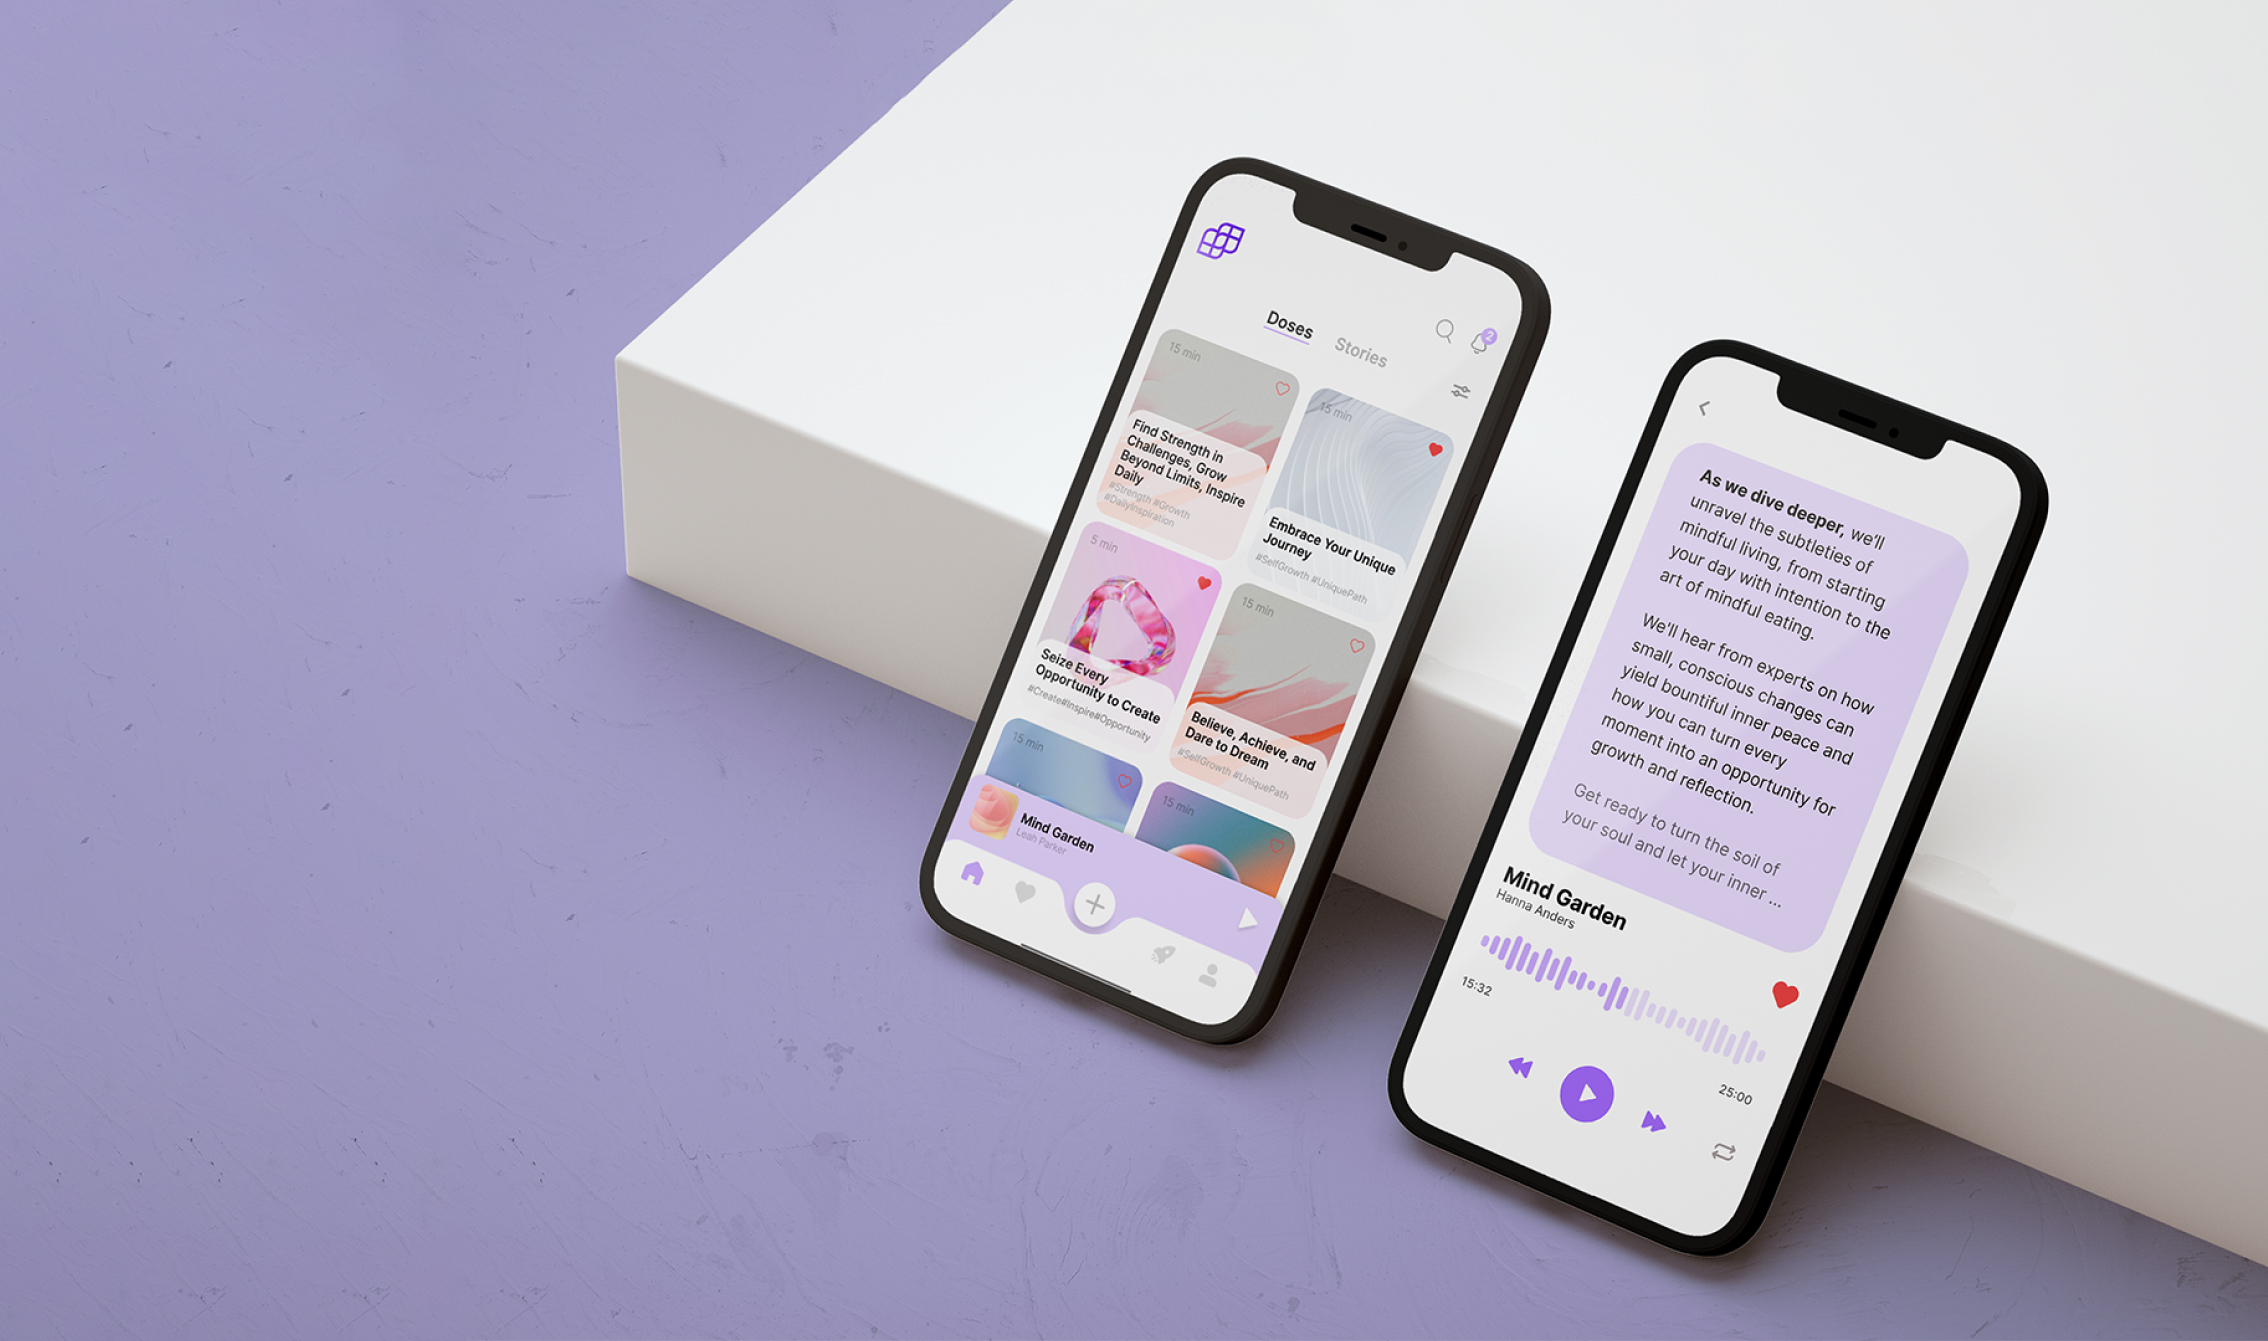 2
Doses Stories
15 min
Find Strength in
Challenges, Grow
Beyond Limits, Inspire
Daily
#Strength #Growth
#DailyInspiration
15 min
Embrace Your Unique
Journey
#SelfGrowth #UniquePath
5 min
Seize Every
Opportunity to Create
#Create#Inspire#Opportunity
15 min
Believe, Achieve, and
Dare to Dream
#SelfGrowth #UniquePath
15 min
15 min
Mind Garden
Leah Parker
As we dive deeper, we'll
unravel the subtleties of
mindful living, from starting
your day with intention to the
art of mindful eating.
We'll hear from experts on how
small, conscious changes can
yield bountiful inner peace and
how you can turn every
moment into an opportunity for
growth and reflection.
Get ready to turn the soil of
your soul and let your inner ...
Mind Garden
Hanna Anders
15:32
25:00